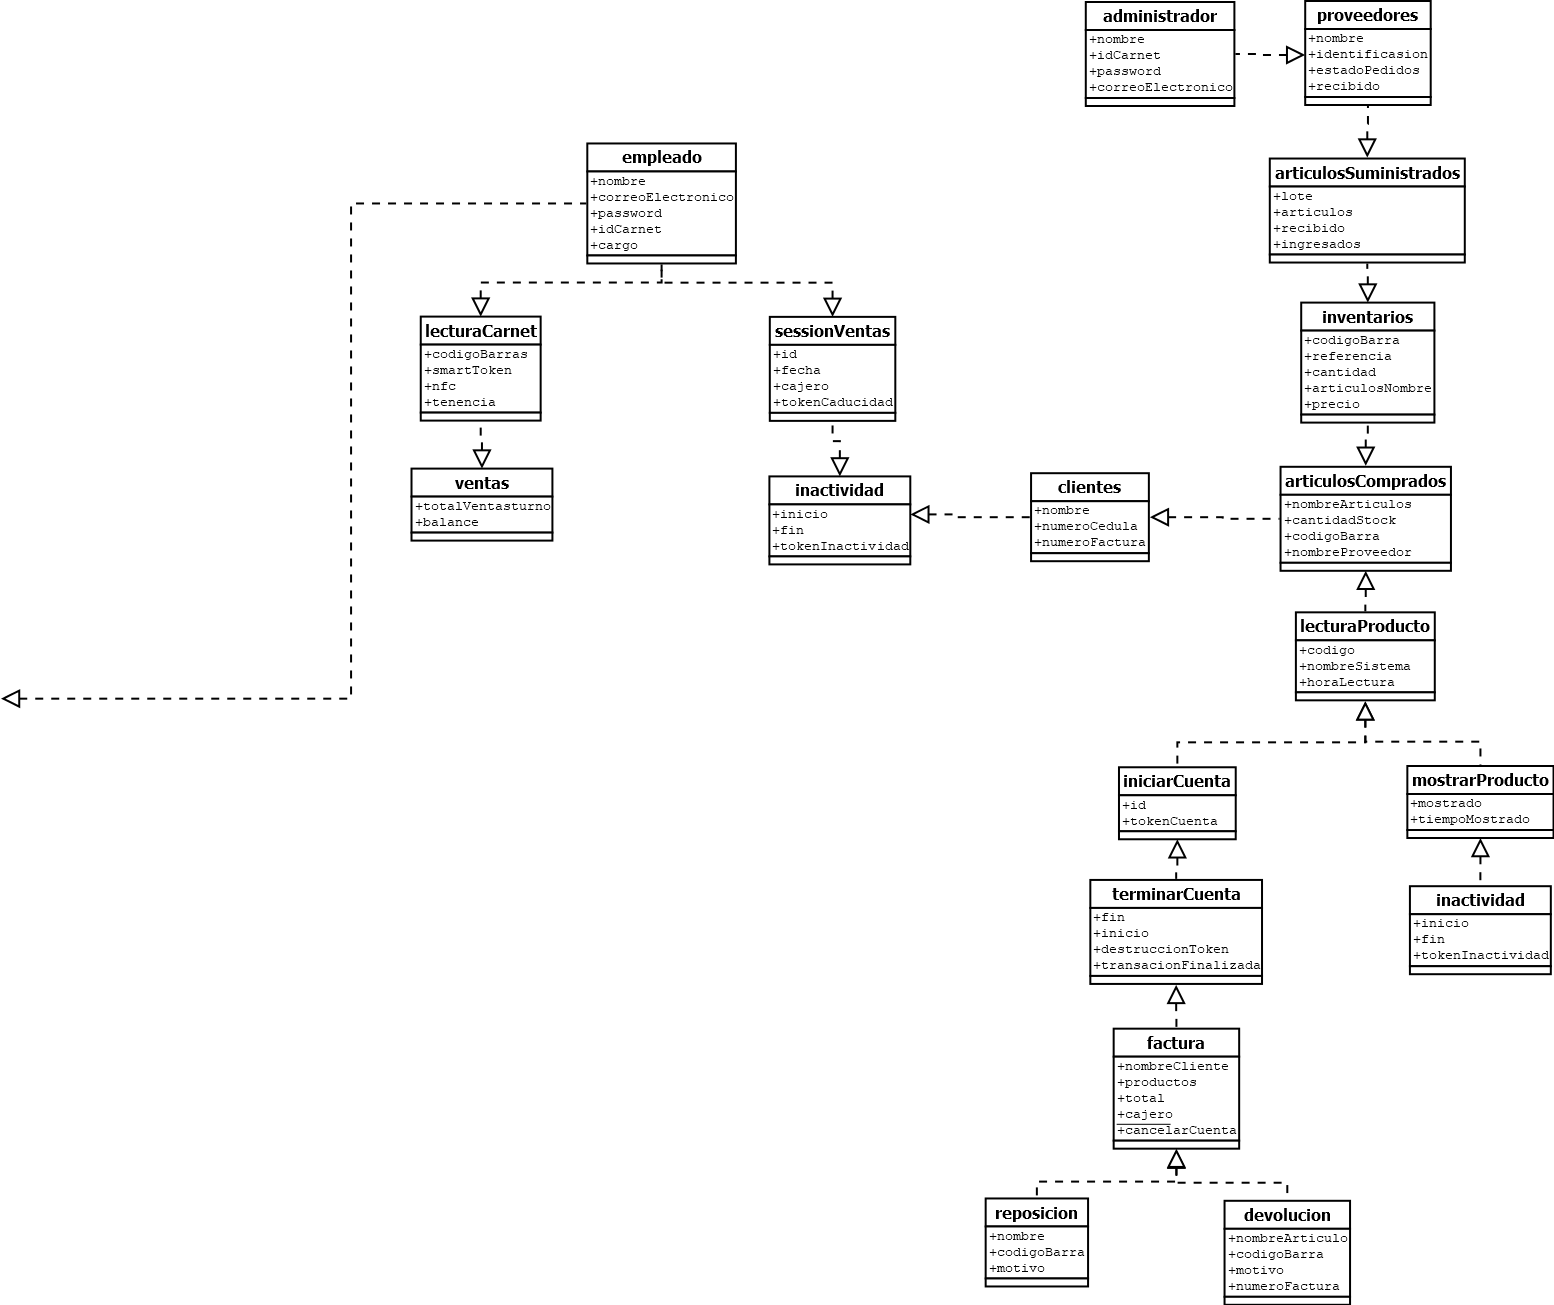 administrador
+nombre
+idCarnet
+password
+correoElectronico
proveedores
+nombre
+identificasion
+estadoPedidos
+recibido
empleado
+nombre
+correoElectronico
+password
+idCarnet
+cargo
articulosSuministrados
+lote
+articulos
+recibido
+ingresados
lecturaCarnet
+codigoBarras
+smartToken
+nfc
+tenencia
sessionVentas
+id
+fecha
+cajero
+tokenCaducidad
inventarios
+codigoBarra
+referencia
+cantidad
+articulosNombre
+precio
ventas
+totalVentasturno
+balance
inactividad
+inicio
+fin
+tokenInactividad
clientes
+nombre
+numeroCedula
+numeroFactura
articulosComprados
+nombreArticulos
+cantidadStock
+codigoBarra
+nombreProveedor
lecturaProducto
+codigo
+nombreSistema
+horaLectura
iniciarCuenta
+id
+tokenCuenta
mostrarProducto
+mostrado
+tiempoMostrado
terminarCuenta
+fin
+inicio
+destruccionToken
+transacionFinalizada
inactividad
+inicio
+fin
+tokenInactividad
factura
+nombreCliente
+productos
+total
+cajero
+cancelarCuenta
reposicion
+nombre
+codigoBarra
+motivo
devolucion
+nombreArticulo
+codigoBarra
+motivo
+numeroFactura